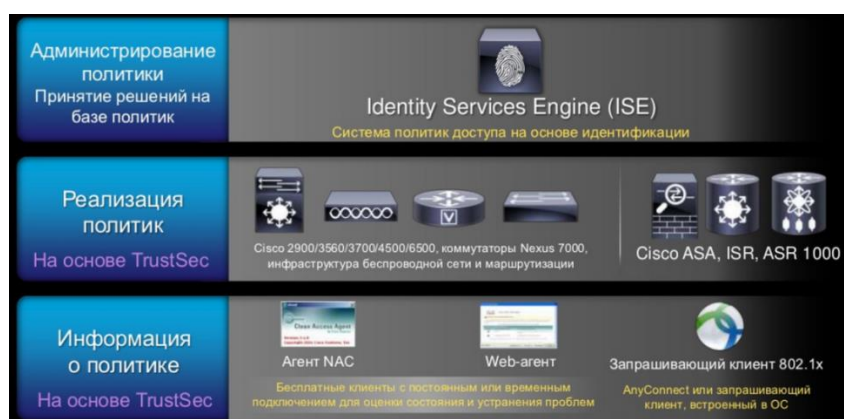 Администрирование
политики
Принятие решений на
базе политик
Identity Services Engine (ISE)
Система политик доступа на основе идентификации
Реализация
политик
На основе TrustSec
Cisco 2900/3560/3700/4500/6500, коммутаторы Nexus 7000,
инфраструктура беспроводной сети и маршрутизации
Cisco ASA, ISR, ASR 1000
Информация
о политике
На основе TrustSec
Clean Access Agent
Агент NAC
Web-агент
Запрашивающий клиент 802.1x
Бесплатные клиенты с постоянным или временным
подключением для оценки состояния и устранения проблем
AnyConnect или запрашивающий
клиент, встроенный в ОС